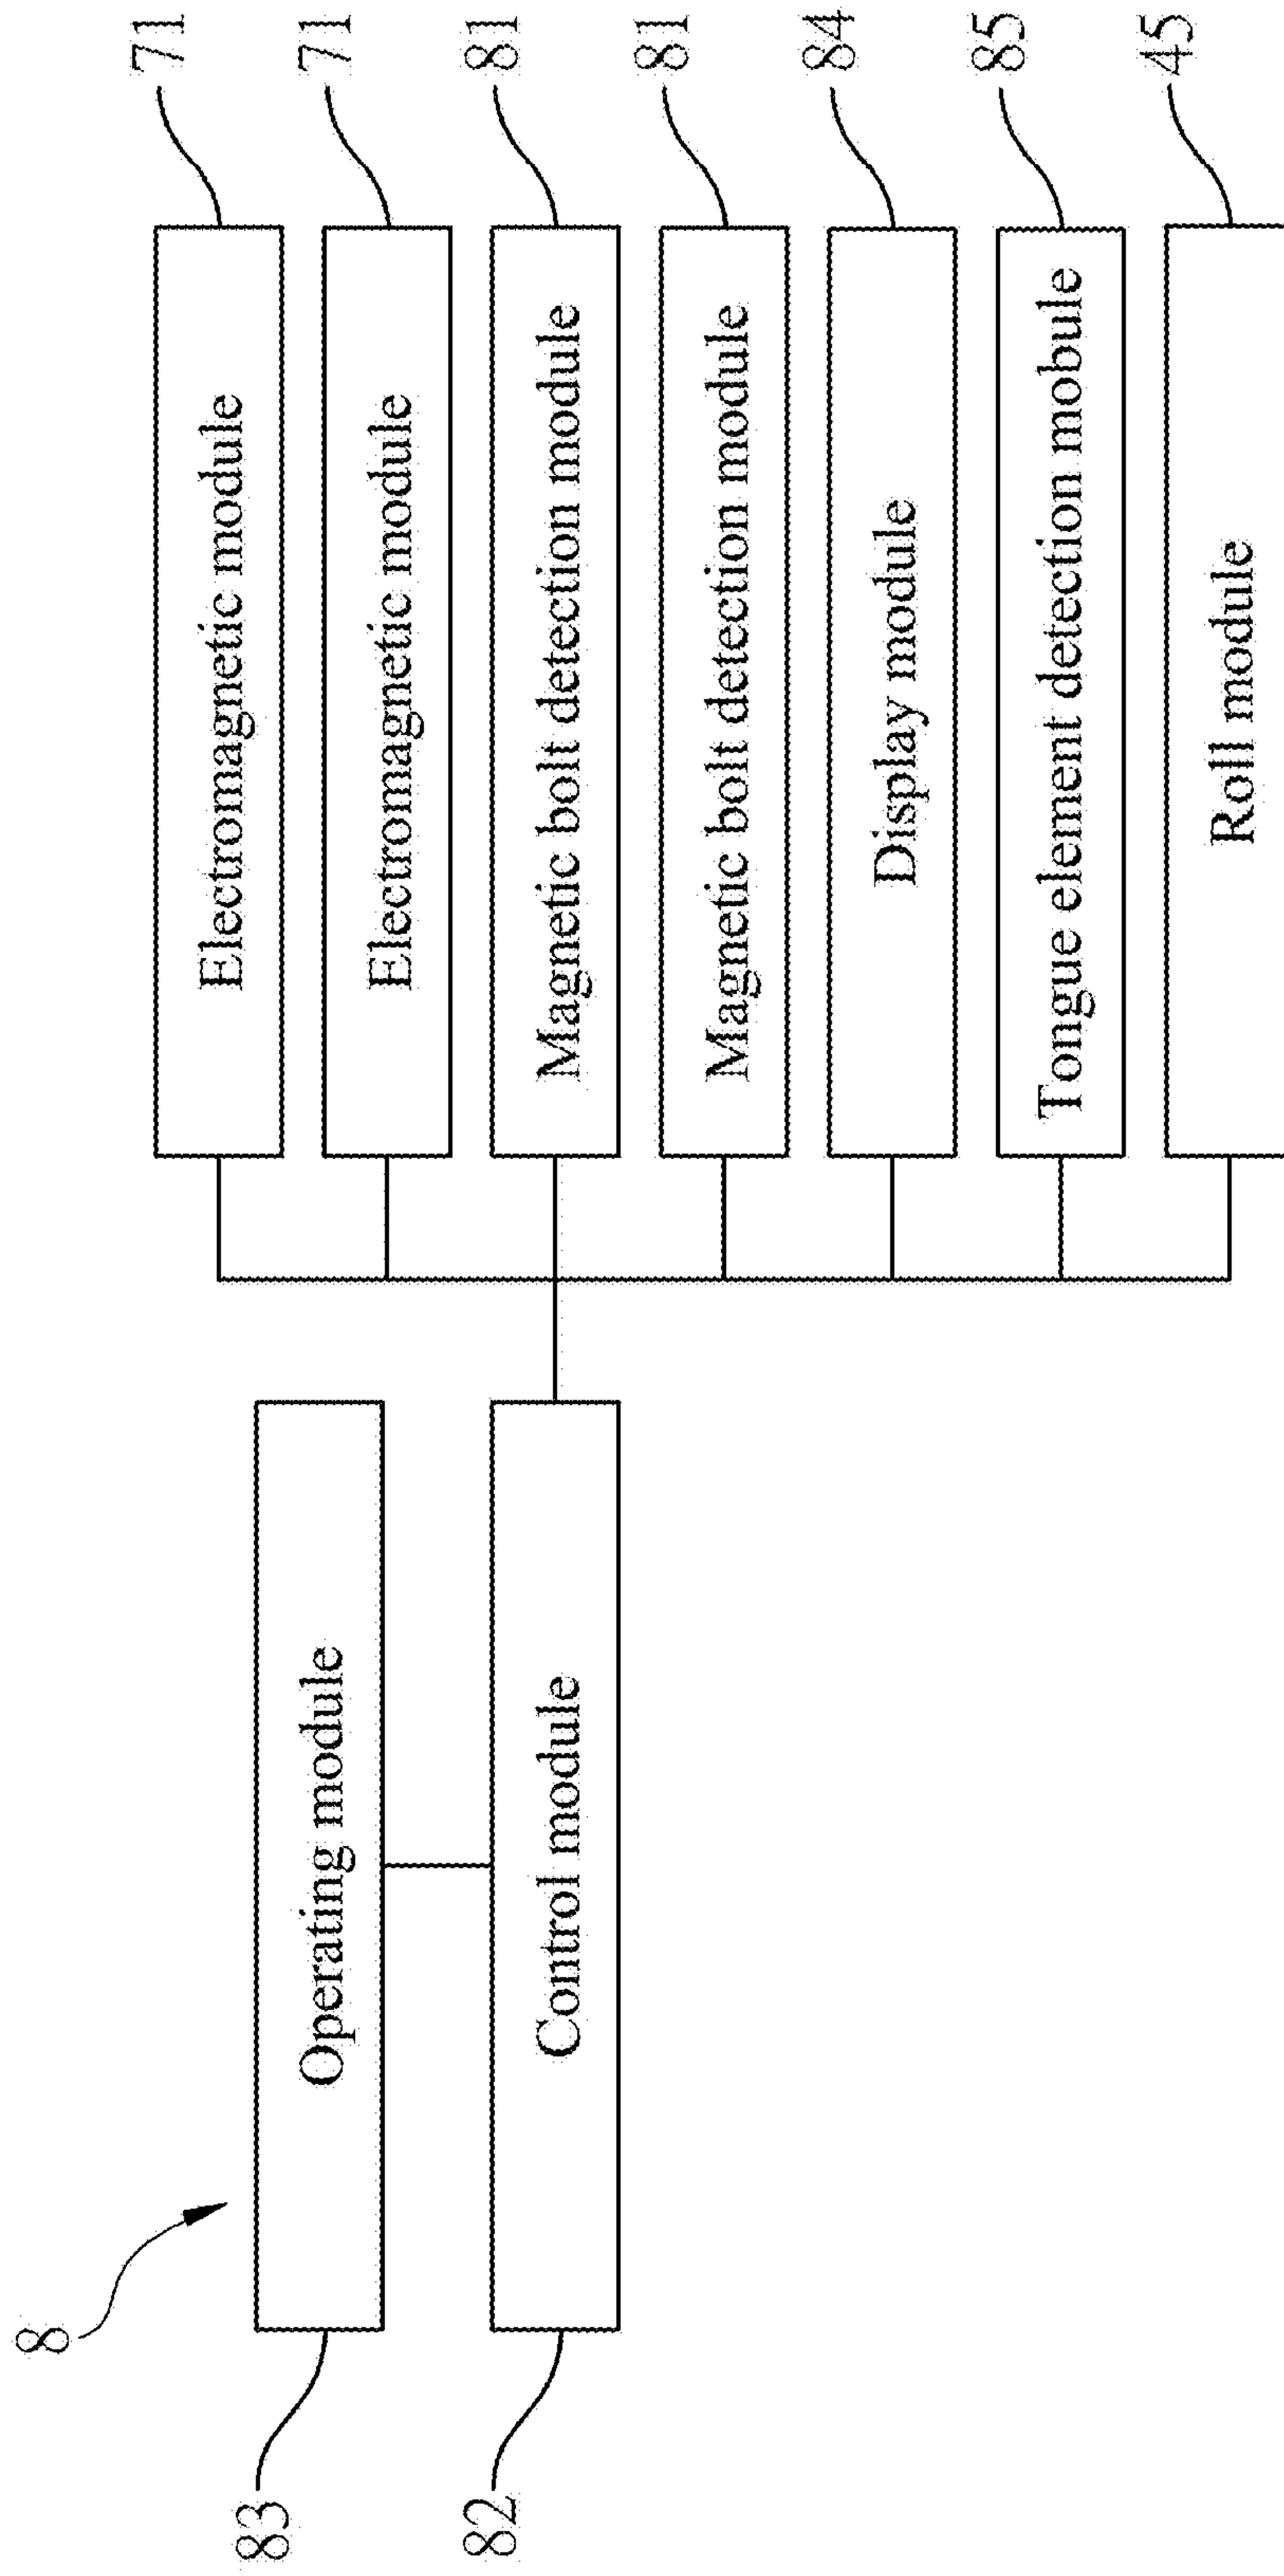 8
83
Operating module
82
Control module
Electromagnetic module
71
Electromagnetic module
71
Magnetic bolt detection module
81
Magnetic bolt detection module
81
Display module
84
Tongue element detection mobule
85
Roll module
45